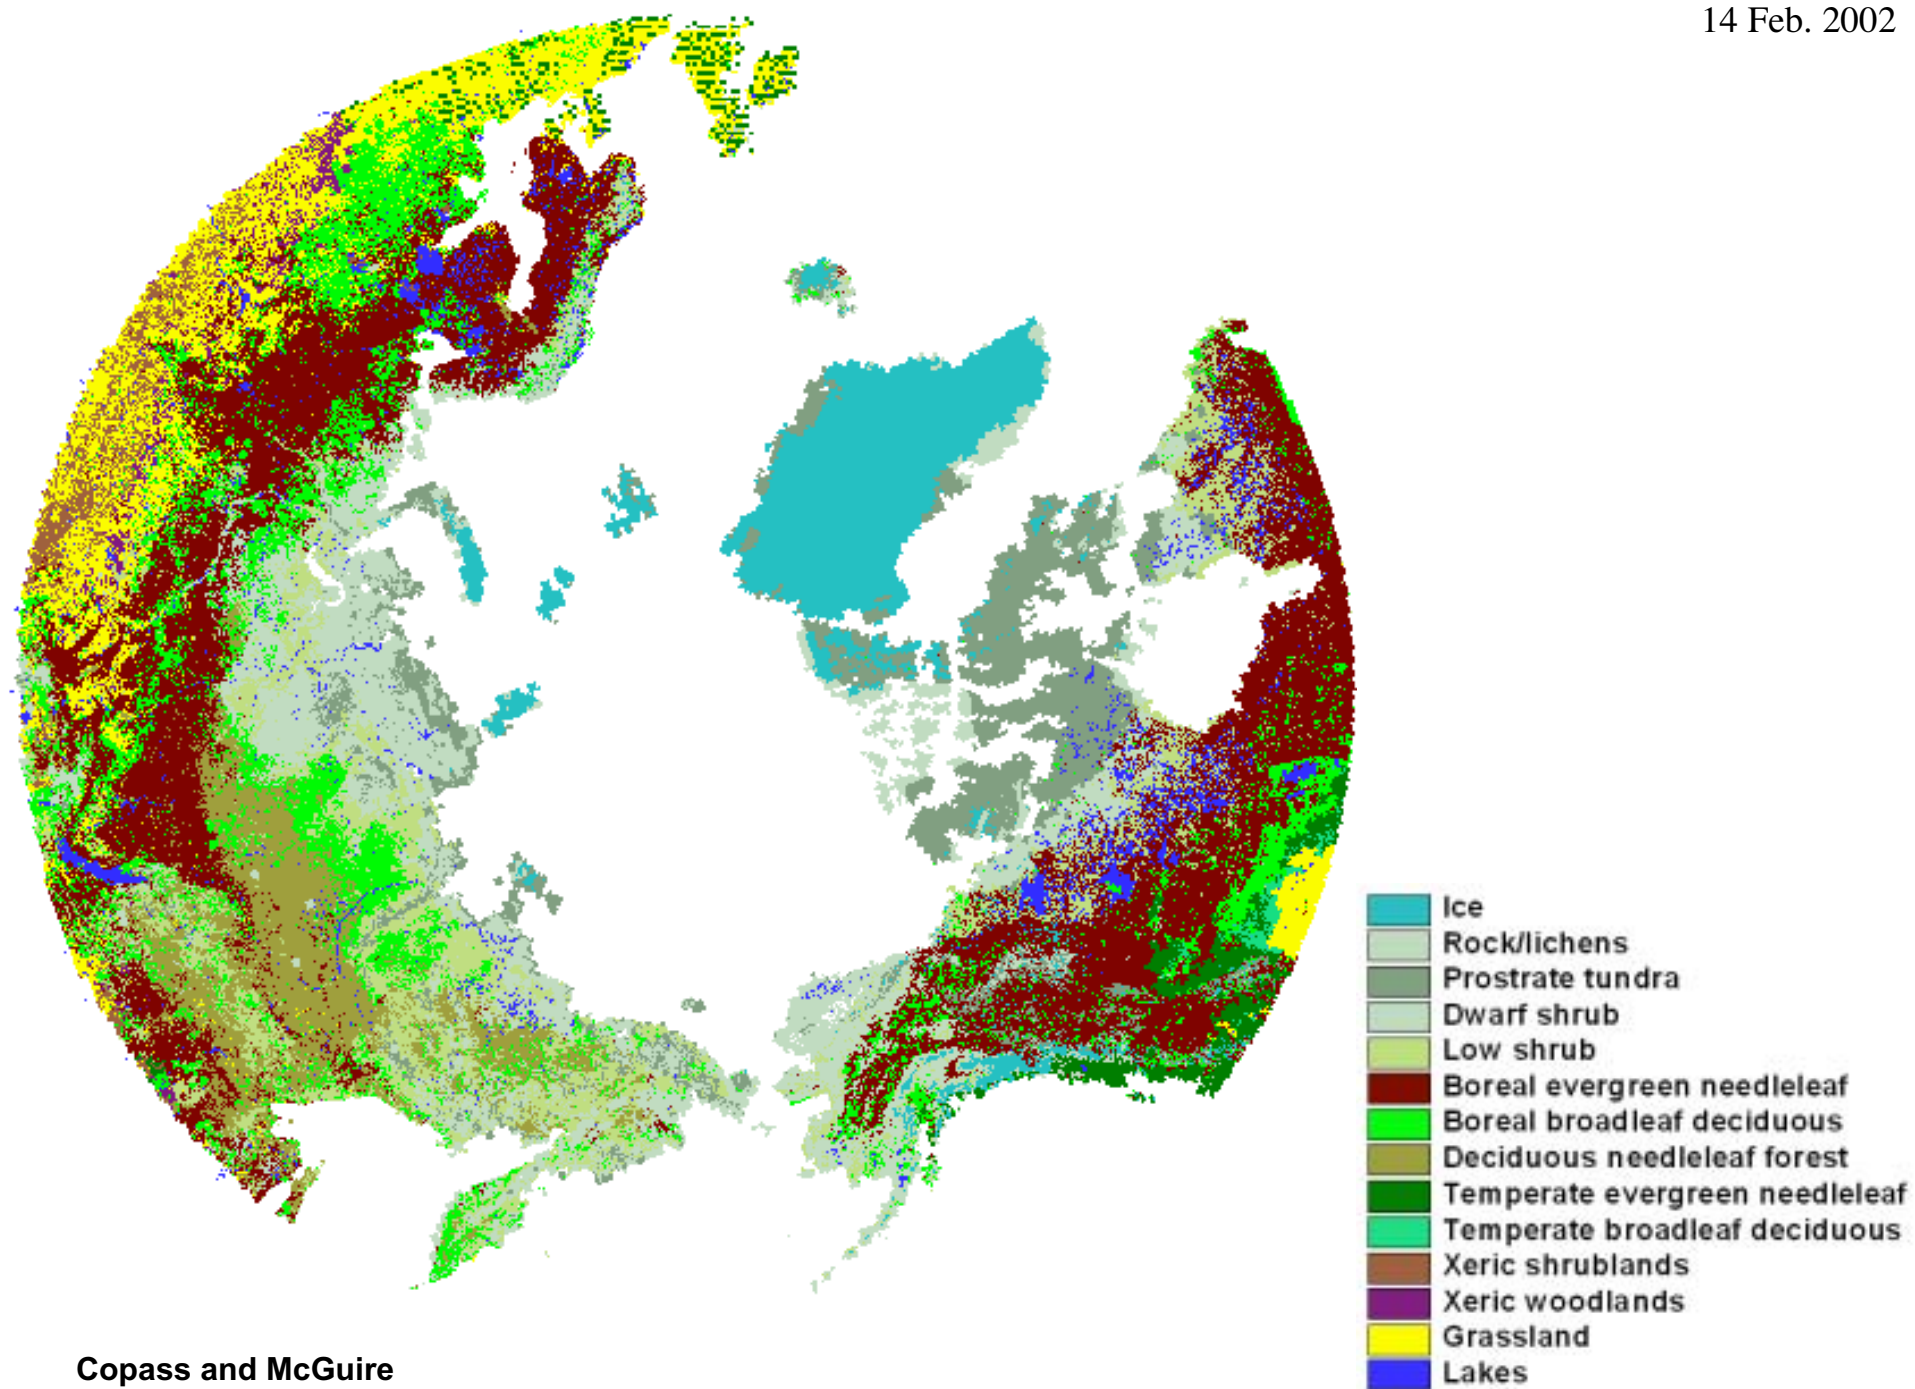 14 Feb. 2002
Ice
Rock/lichens
Prostrate tundra
Dwarf shrub
Low shrub
Boreal evergreen needleleaf
Boreal broadleaf deciduous
Deciduous needleleaf forest
Temperate evergreen needleleaf
Temperate broadleaf deciduous
Xeric shrublands
Xeric woodlands
Grassland
Lakes
Copass and McGuire